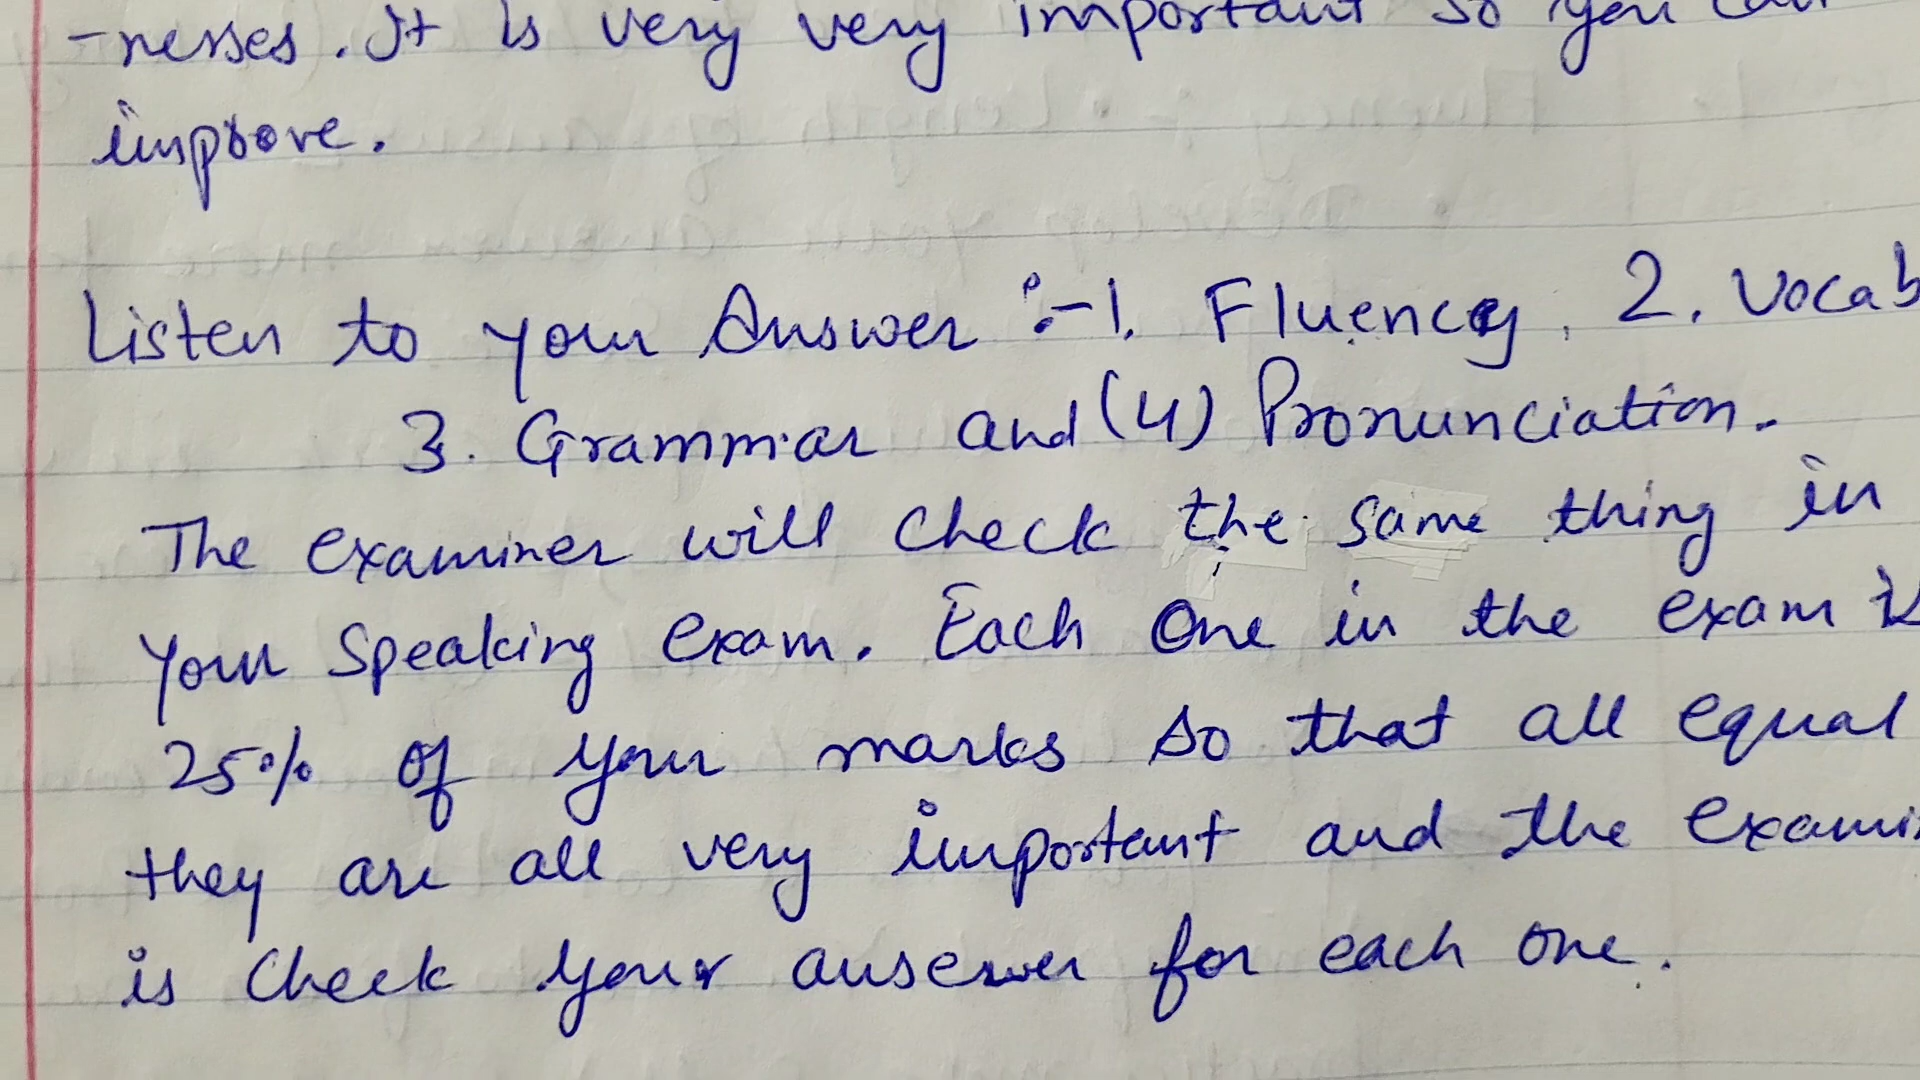 -nesses. It is very very important so you can
improve.
Listen to your Answer :- 1. Fluency, 2. Vocab
3. Grammar and (4) Pronunciation.
The examiner will check the same thing in
your speaking exam. Each one in the exam is
25% of your marks so that all equal
they are all very important and the examin
is check your ansewer for each one.